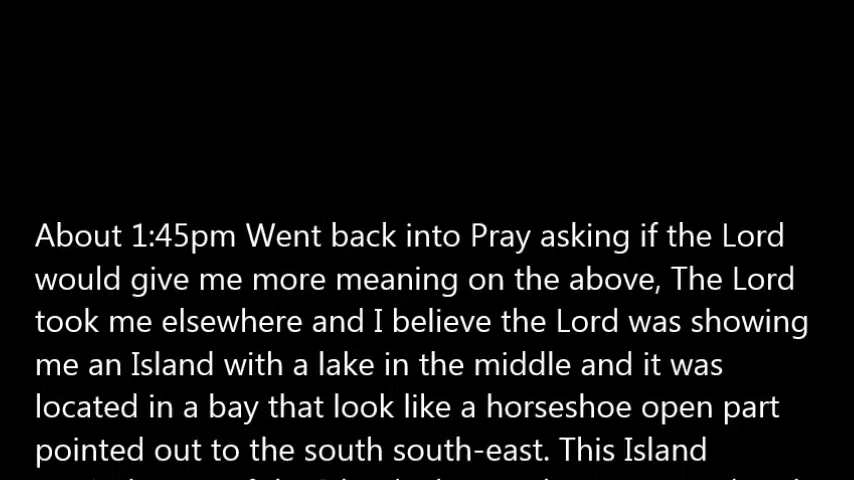 About 1:45pm Went back into Pray asking if the Lord
would give me more meaning on the above, The Lord
took me elsewhere and I believe the Lord was showing
me an Island with a lake in the middle and it was
located in a bay that look like a horseshoe open part
pointed out to the south south-east. This Island